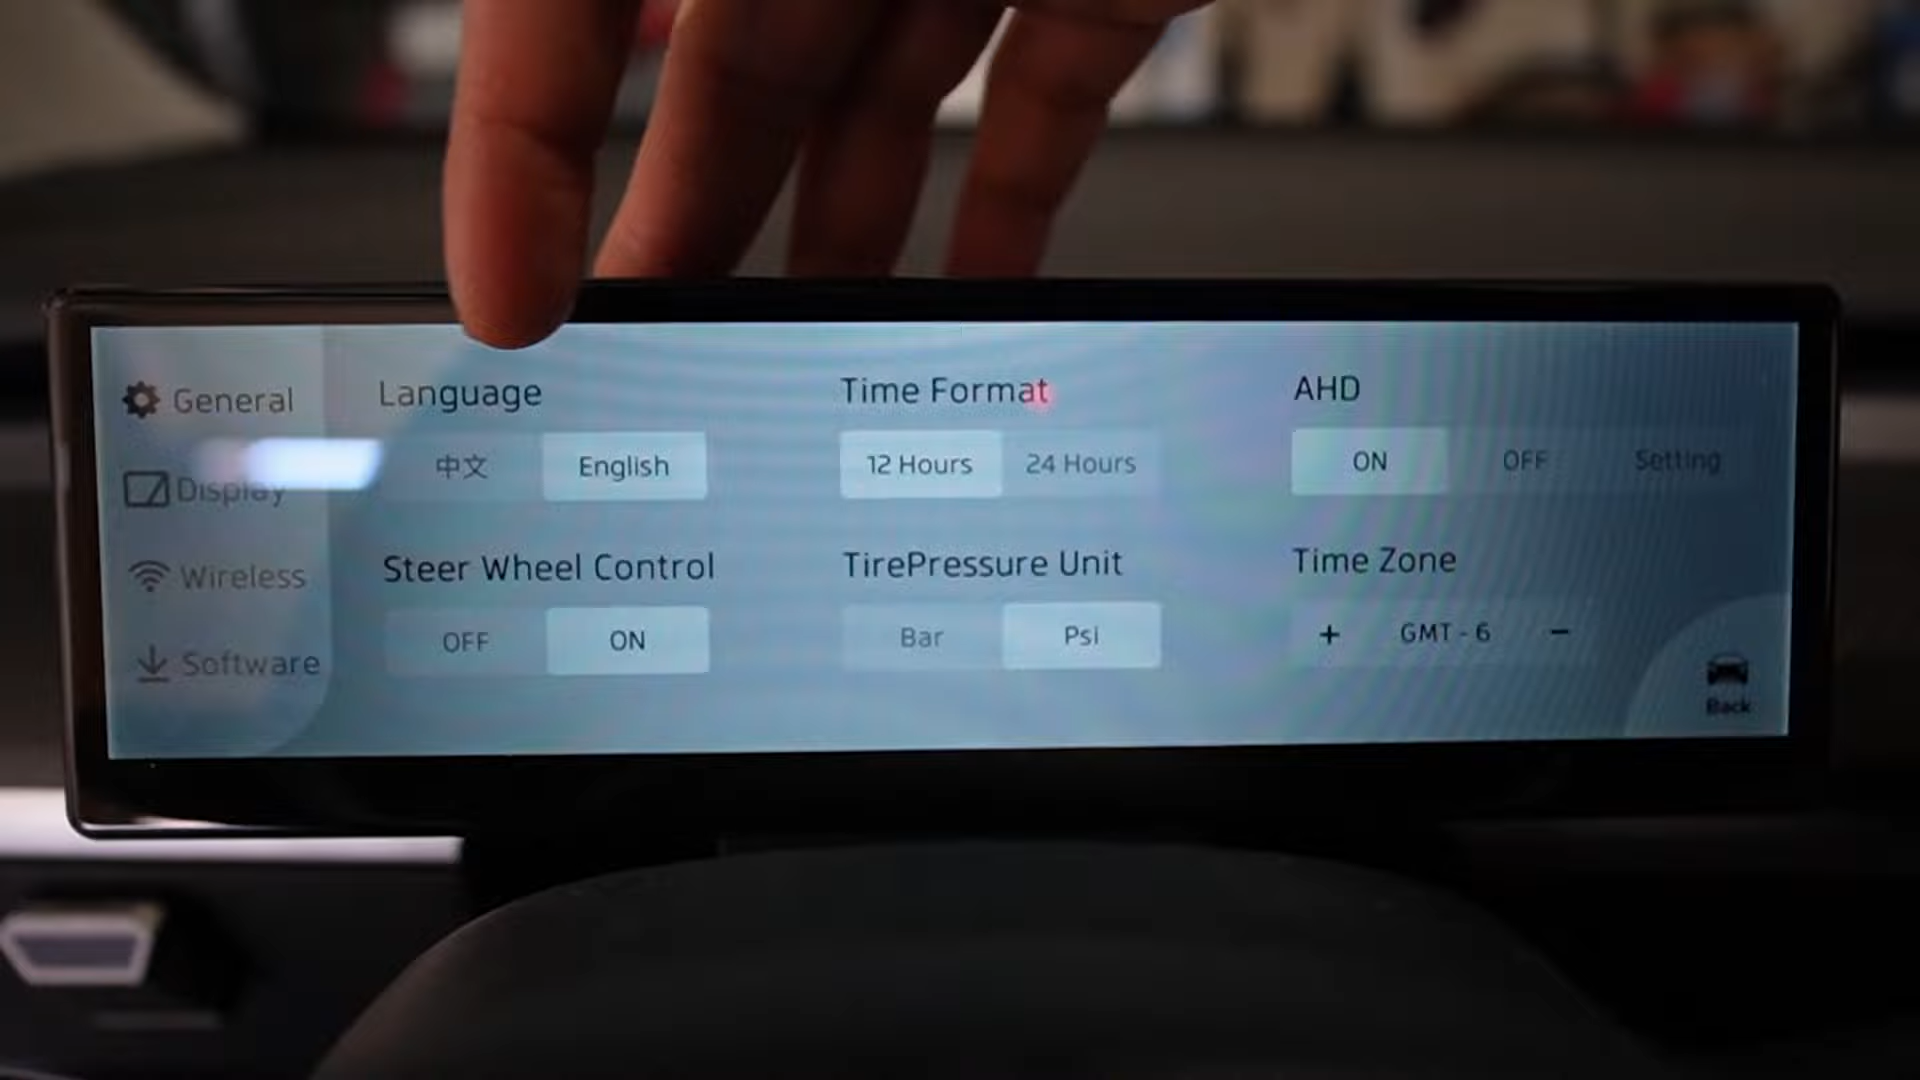 General
Display
Wireless
Software
Language
中文 English
Time Format
12 Hours 24 Hours
AHD
ON OFF Setting
Steer Wheel Control
OFF ON
TirePressure Unit
Bar Psi
Time Zone
+ GMT - 6 −
Back